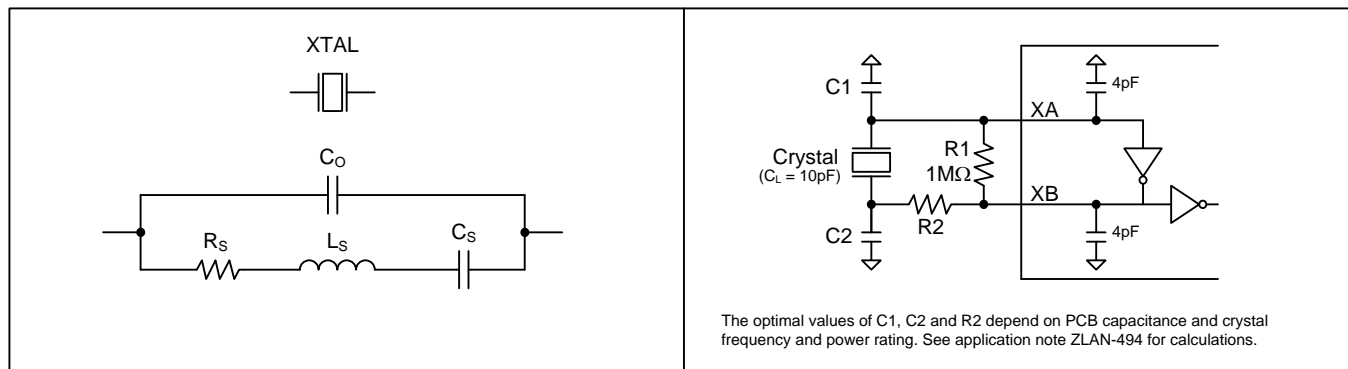 XTAL
C_O
R_S
L_S
C_S
C1
4pF
XA
Crystal
(C_L = 10pF)
R1
1MΩ
XB
R2
C2
4pF
The optimal values of C1, C2 and R2 depend on PCB capacitance and crystal
frequency and power rating. See application note ZLAN-494 for calculations.